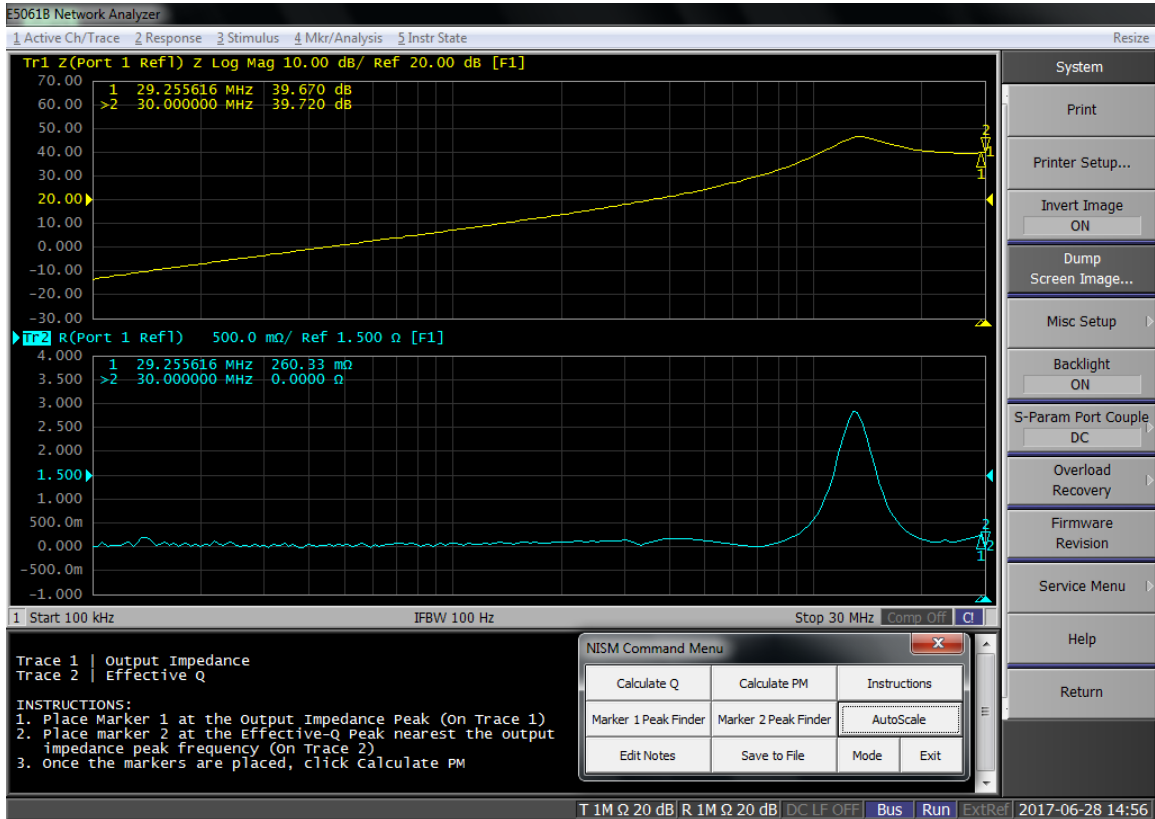 E5061B Network Analyzer
1 Active Ch/Trace 2 Response 3 Stimulus 4 Mkr/Analysis 5 Instr State Resize
Tr1 Z(Port 1 Refl) Z Log Mag 10.00 dB/ Ref 20.00 dB [F1]
70.00
1 29.255616 MHz 39.670 dB
60.00
>2 30.000000 MHz 39.720 dB
50.00
40.00
30.00
20.00
10.00
0.000
-10.00
-20.00
-30.00
2
1
1
Tr2 R(Port 1 Refl) 500.0 mΩ/ Ref 1.500 Ω [F1]
4.000
1 29.255616 MHz 260.33 mΩ
3.500
>2 30.000000 MHz 0.0000 Ω
3.000
2.500
2.000
1.500
1.000
500.0m
0.000
-500.0m
-1.000
2
2
1
1 Start 100 kHz IFBW 100 Hz Stop 30 MHz Comp Off C!
Trace 1 | Output Impedance
Trace 2 | Effective Q
INSTRUCTIONS:
1. Place Marker 1 at the Output Impedance Peak (On Trace 1)
2. Place marker 2 at the Effective-Q Peak nearest the output
impedance peak frequency (On Trace 2)
3. Once the markers are placed, click Calculate PM
NISM Command Menu
Calculate Q Calculate PM Instructions
Marker 1 Peak Finder Marker 2 Peak Finder AutoScale
Edit Notes Save to File Mode Exit
System
Print
Printer Setup...
Invert Image
ON
Dump
Screen Image...
Misc Setup
Backlight
ON
S-Param Port Couple
DC
Overload
Recovery
Firmware
Revision
Service Menu
Help
Return
T 1M Ω 20 dB R 1M Ω 20 dB DC LF OFF Bus Run ExtRef 2017-06-28 14:56